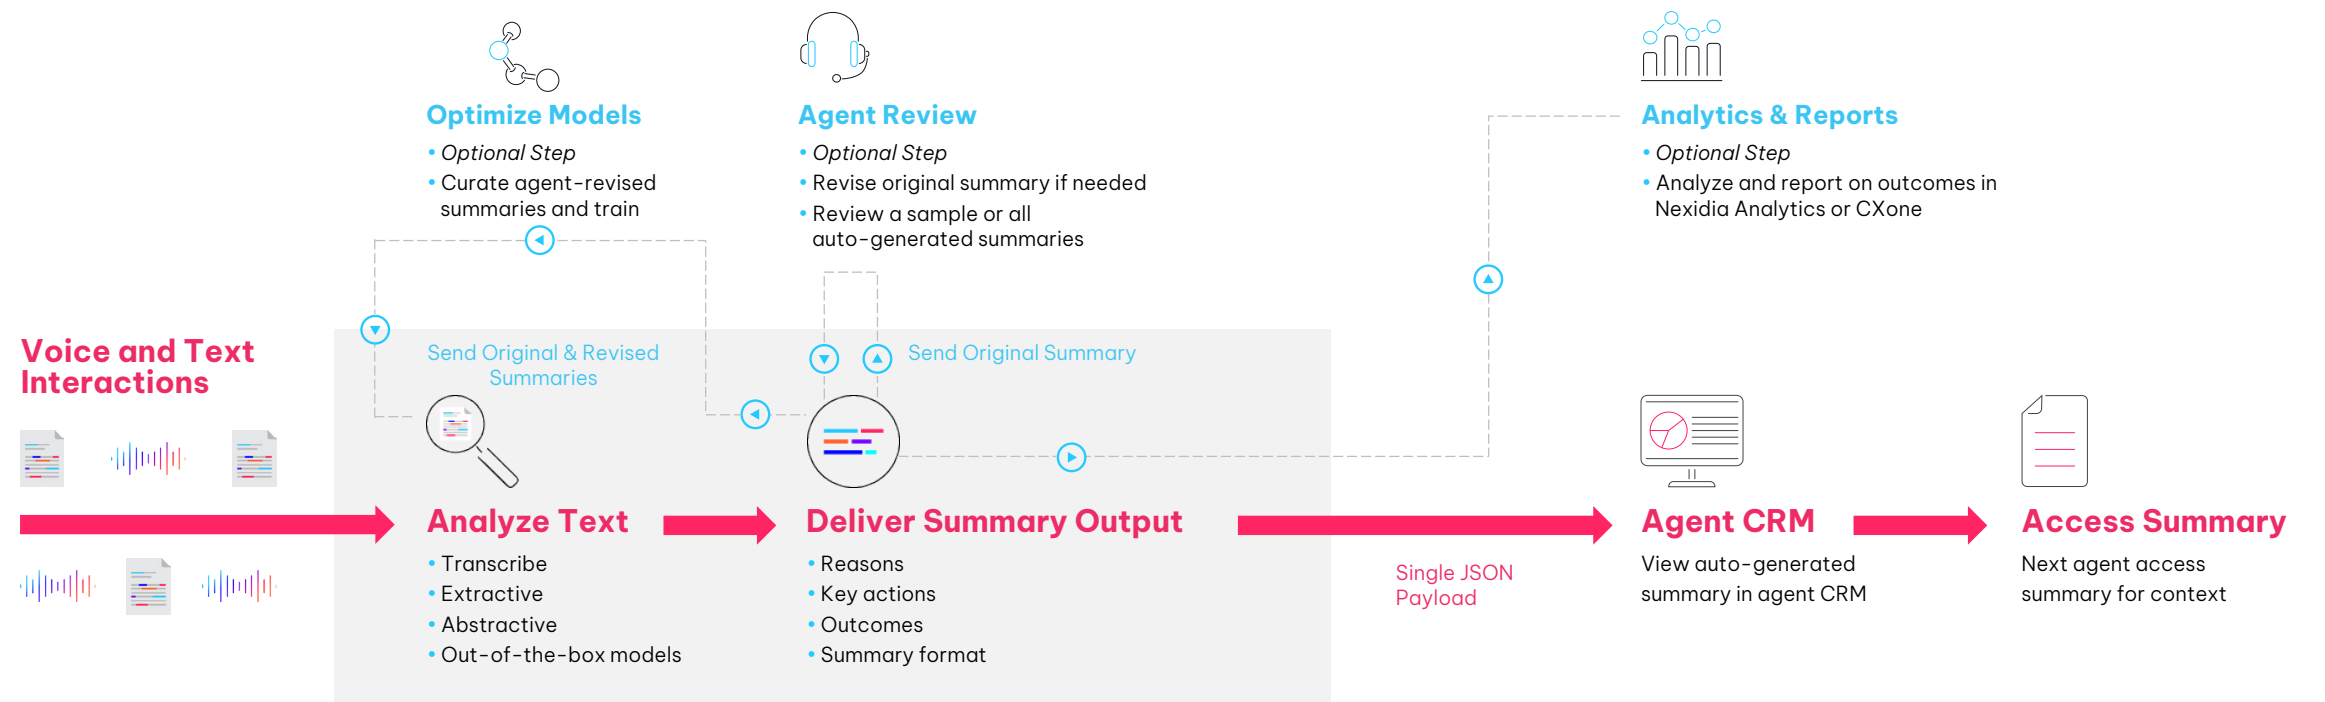 Optimize Models
• Optional Step
• Curate agent-revised
summaries and train
Agent Review
• Optional Step
• Revise original summary if needed
• Review a sample or all
auto-generated summaries
Analytics & Reports
• Optional Step
• Analyze and report on outcomes in
Nexidia Analytics or CXone
Voice and Text
Interactions
Send Original & Revised
Summaries
Send Original Summary
Analyze Text
• Transcribe
• Extractive
• Abstractive
• Out-of-the-box models
Deliver Summary Output
• Reasons
• Key actions
• Outcomes
• Summary format
Single JSON
Payload
Agent CRM
View auto-generated
summary in agent CRM
Access Summary
Next agent access
summary for context